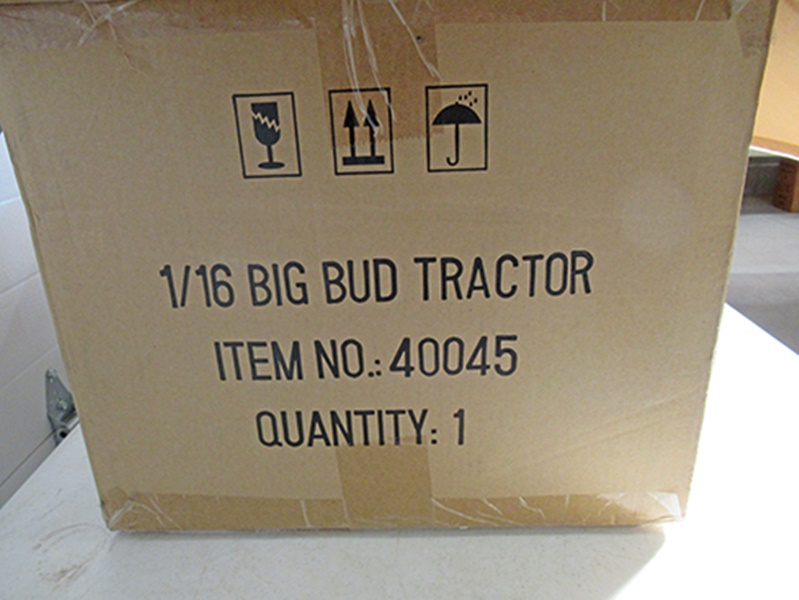 1/16 BIG BUD TRACTOR
ITEM NO.: 40045
QUANTITY: 1